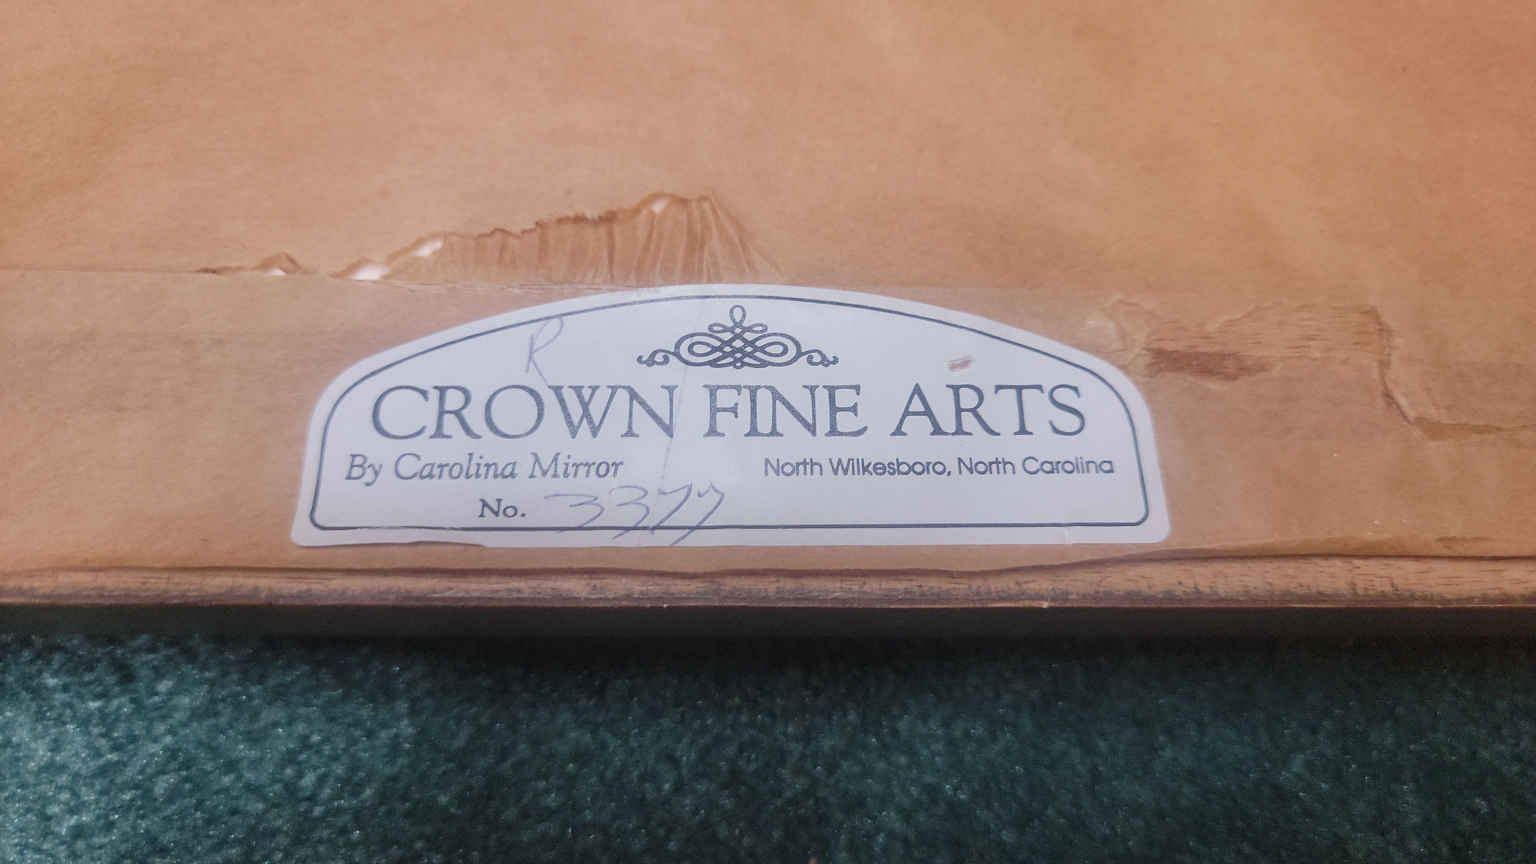 R
CROWN FINE ARTS
By Carolina Mirror North Wilkesboro, North Carolina
No. 3377